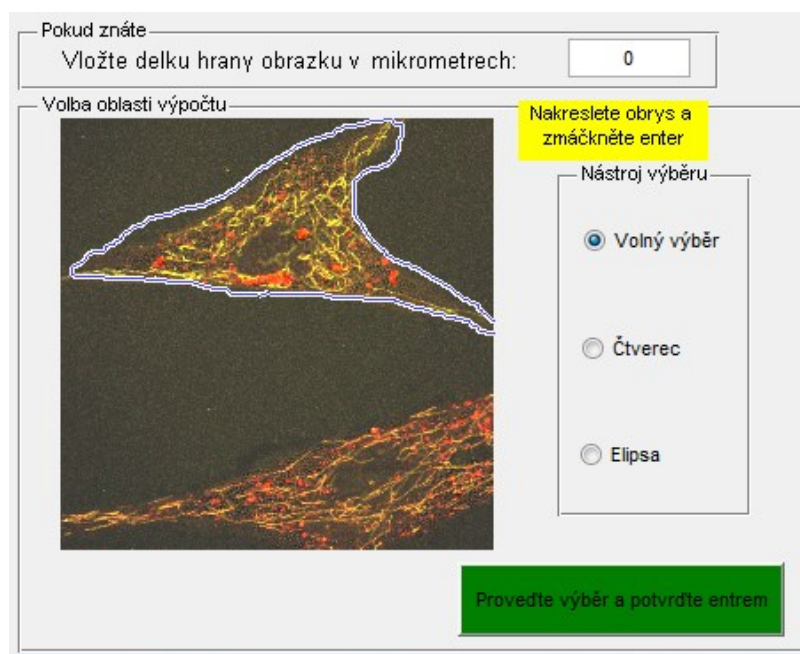 Pokud znáte
Vložte delku hrany obrazku v mikrometrech:
0
Volba oblasti výpočtu
Nakreslete obrys a
zmáčkněte enter
Nástroj výběru
Volný výběr
Čtverec
Elipsa
Proveďte výběr a potvrďte entrem